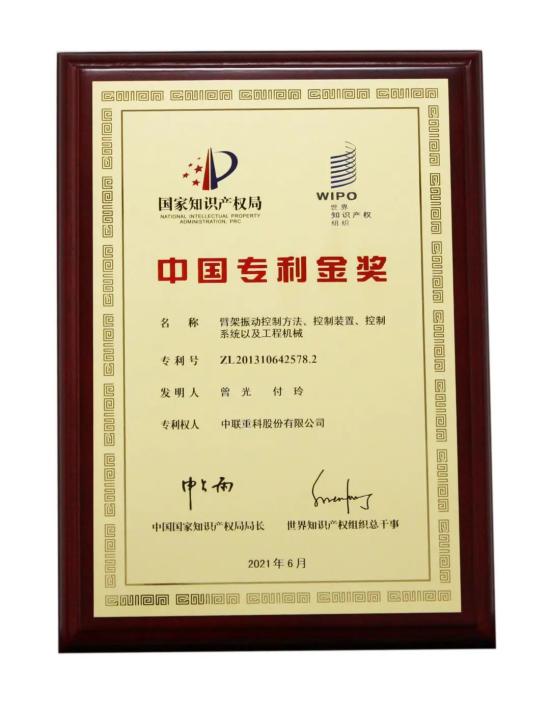 国家知识产权局
NATIONAL INTELLECTUAL PROPERTY
ADMINISTRATION, PRC
WIPO
世界
知识产权
组织
中国专利金奖
名 称 臂架振动控制方法、控制装置、控制
系统以及工程机械
专利号 ZL201310642578.2
发明人 曾光 付玲
专利权人 中联重科股份有限公司
中国国家知识产权局局长 世界知识产权组织总干事
2021年6月